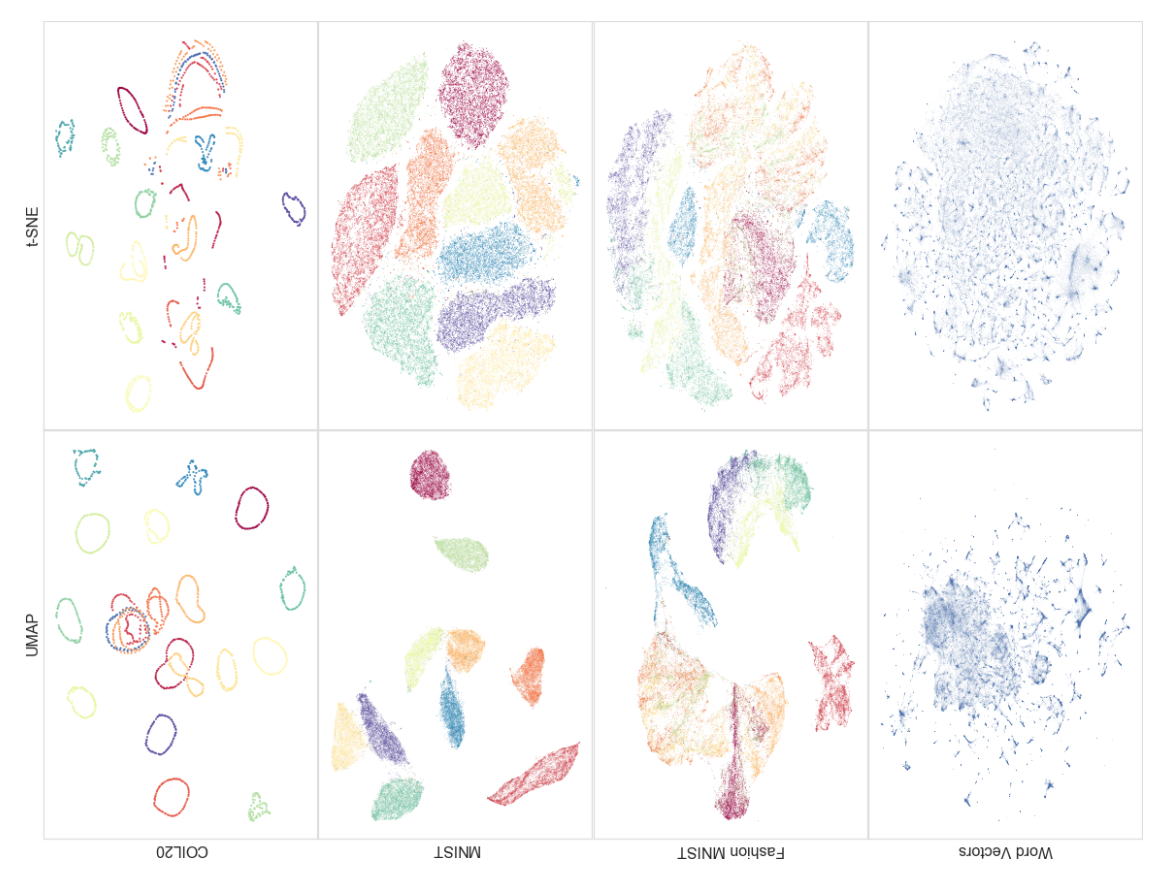 t-SNE
UMAP
COIL20
MNIST
Fashion MNIST
Word Vectors